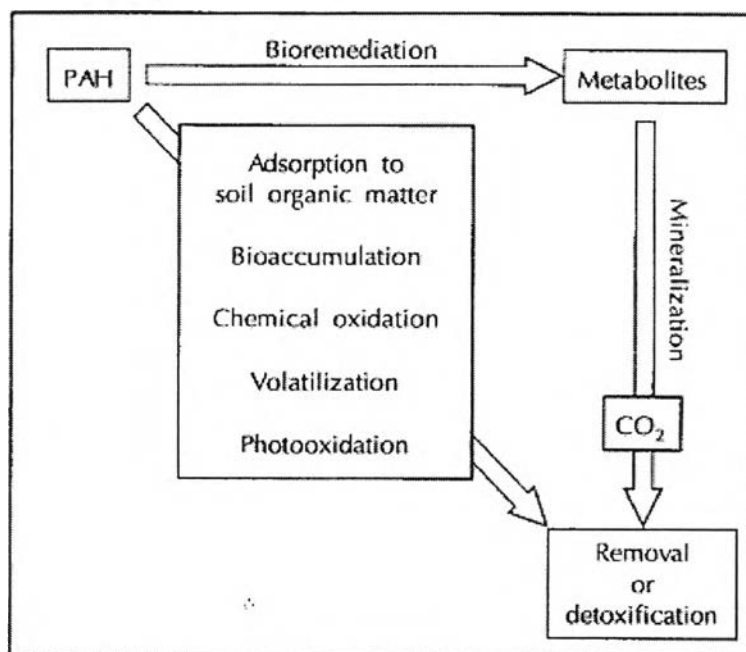 Bioremediation
PAH
Metabolites
Adsorption to
soil organic matter
Bioaccumulation
Chemical oxidation
Volatilization
Photooxidation
Mineralization
CO₂
Removal
or
detoxification